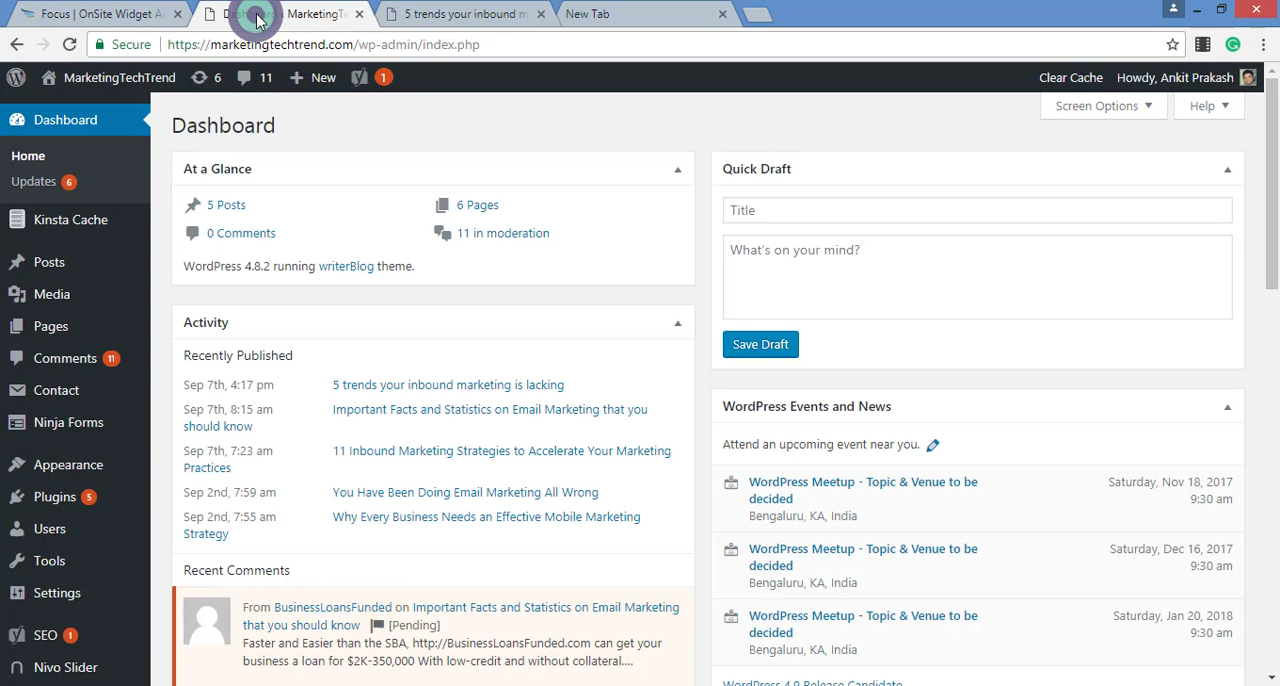 Focus | OnSite Widget A
Dashb MarketingTe
5 trends your inbound m
New Tab
Secure
https://marketingtechtrend.com/wp-admin/index.php
MarketingTechTrend
6
11
New
1
Clear Cache
Howdy, Ankit Prakash
Dashboard
Home
Updates 6
Kinsta Cache
Posts
Media
Pages
Comments 11
Contact
Ninja Forms
Appearance
Plugins 5
Users
Tools
Settings
SEO 1
Nivo Slider
Screen Options
Help
Dashboard
At a Glance
5 Posts
6 Pages
0 Comments
11 in moderation
WordPress 4.8.2 running writerBlog theme.
Activity
Recently Published
Sep 7th, 4:17 pm 5 trends your inbound marketing is lacking
Sep 7th, 8:15 am Important Facts and Statistics on Email Marketing that you
should know
Sep 7th, 7:23 am 11 Inbound Marketing Strategies to Accelerate Your Marketing
Practices
Sep 2nd, 7:59 am You Have Been Doing Email Marketing All Wrong
Sep 2nd, 7:55 am Why Every Business Needs an Effective Mobile Marketing
Strategy
Recent Comments
From BusinessLoansFunded on Important Facts and Statistics on Email Marketing
that you should know [Pending]
Faster and Easier than the SBA, http://BusinessLoansFunded.com can get your
business a loan for $2K-350,000 With low-credit and without collateral....
Quick Draft
Title
What's on your mind?
Save Draft
WordPress Events and News
Attend an upcoming event near you.
WordPress Meetup - Topic & Venue to be
decided
Bengaluru, KA, India
Saturday, Nov 18, 2017
9:30 am
WordPress Meetup - Topic & Venue to be
decided
Bengaluru, KA, India
Saturday, Dec 16, 2017
9:30 am
WordPress Meetup - Topic & Venue to be
decided
Bengaluru, KA, India
Saturday, Jan 20, 2018
9:30 am
WordPress 4.9 Release Candidate